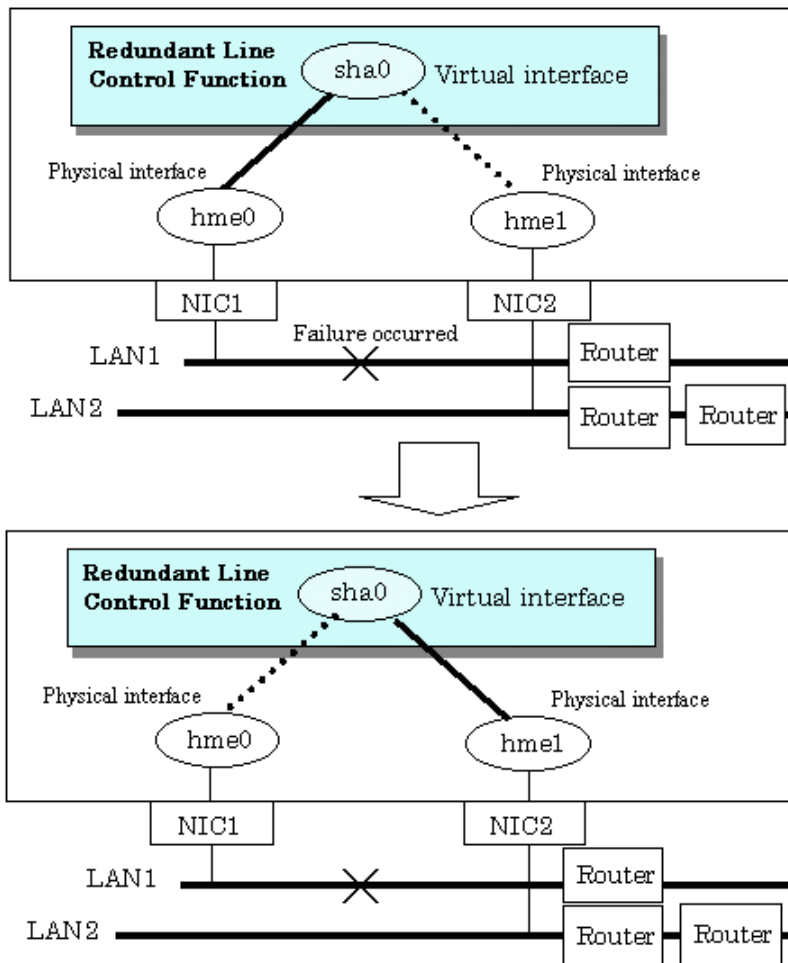 Redundant Line
Control Function
sha0
Virtual interface
Physical interface
Physical interface
hme0
hme1
NIC1
NIC2
Failure occurred
LAN1
Router
LAN2
Router
Router
Redundant Line
Control Function
sha0
Virtual interface
Physical interface
Physical interface
hme0
hme1
NIC1
NIC2
LAN1
Router
LAN2
Router
Router